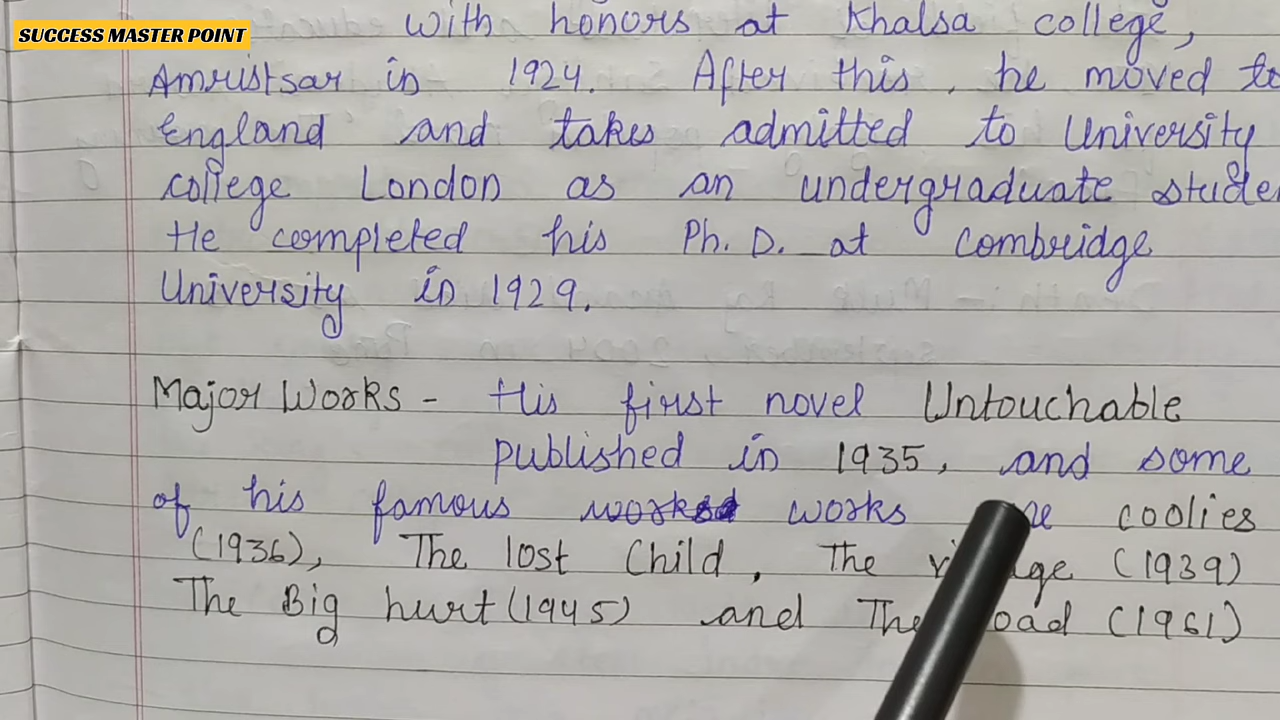 SUCCESS MASTER POINT
with honors at Khalsa college,
Amristsar in 1924. After this, he moved to
England and takes admitted to University
college London as an undergraduate
He completed his Ph. D. at Combridge
University in 1929.
Major Works - His first novel Untouchable
published in 1935, and some
of his famous works coolies
(1936), The lost Child, The (1939)
The Big hurt (1945) and The (1961)